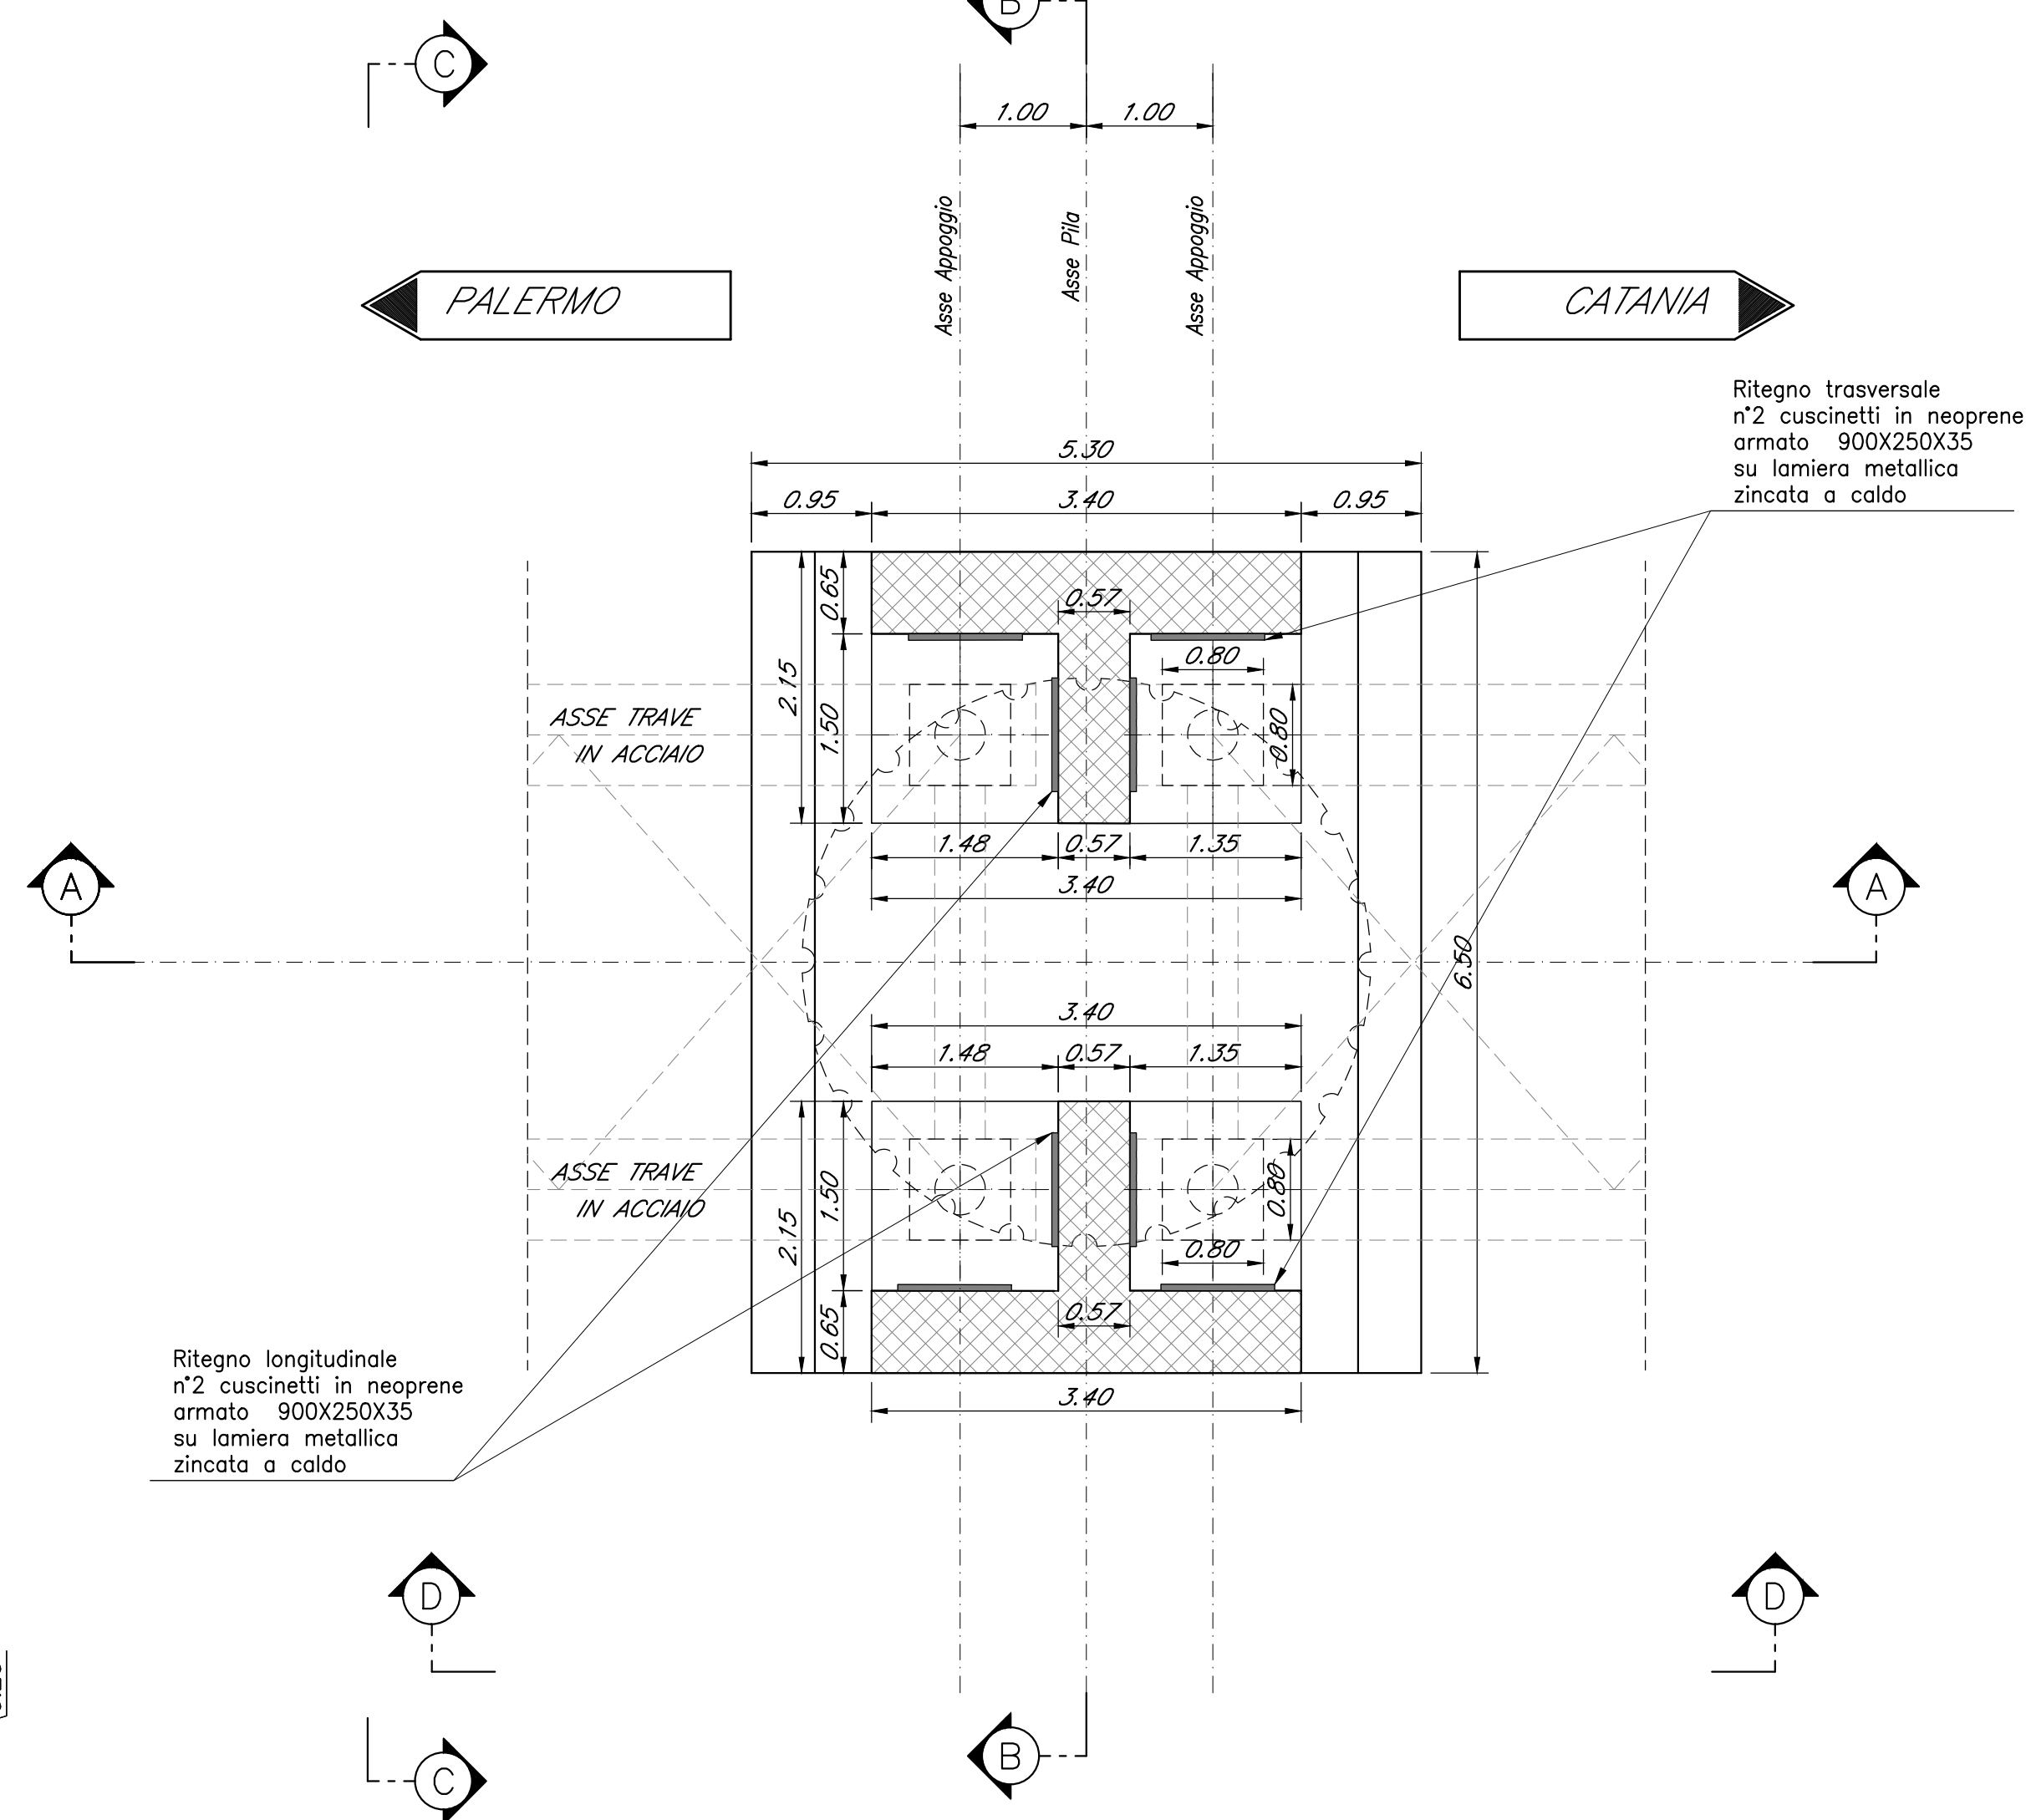 B
C
1.00
1.00
Asse Appoggio
Asse Pila
Asse Appoggio
PALERMO
CATANIA
Ritegno trasversale
n°2 cuscinetti in neoprene
armato 900X250X35
su lamiera metallica
zincata a caldo
5.30
0.95
3.40
0.95
0.65
0.57
2.15
1.50
0.80
0.80
ASSE TRAVE
IN ACCIAIO
1.48
0.57
1.35
3.40
A
A
6.50
3.40
1.48
0.57
1.35
ASSE TRAVE
IN ACCIAIO
1.50
2.15
0.80
0.80
0.65
0.57
3.40
Ritegno longitudinale
n°2 cuscinetti in neoprene
armato 900X250X35
su lamiera metallica
zincata a caldo
D
D
B
C